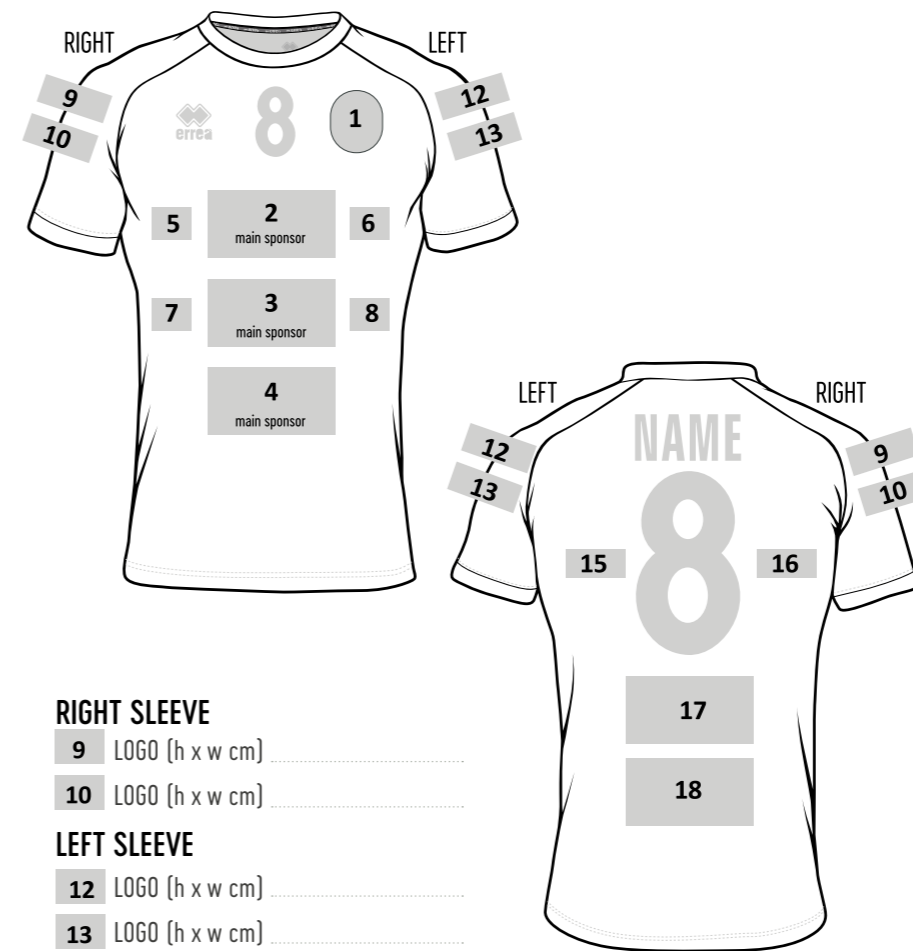 RIGHT LEFT
9 12
10 13
errea 8 1
5 2 6
main sponsor
7 3 8
main sponsor
4
main sponsor
LEFT RIGHT
NAME
12 9
13 10
8
15 16
17
18
RIGHT SLEEVE
9 LOGO (h x w cm)
10 LOGO (h x w cm)
LEFT SLEEVE
12 LOGO (h x w cm)
13 LOGO (h x w cm)